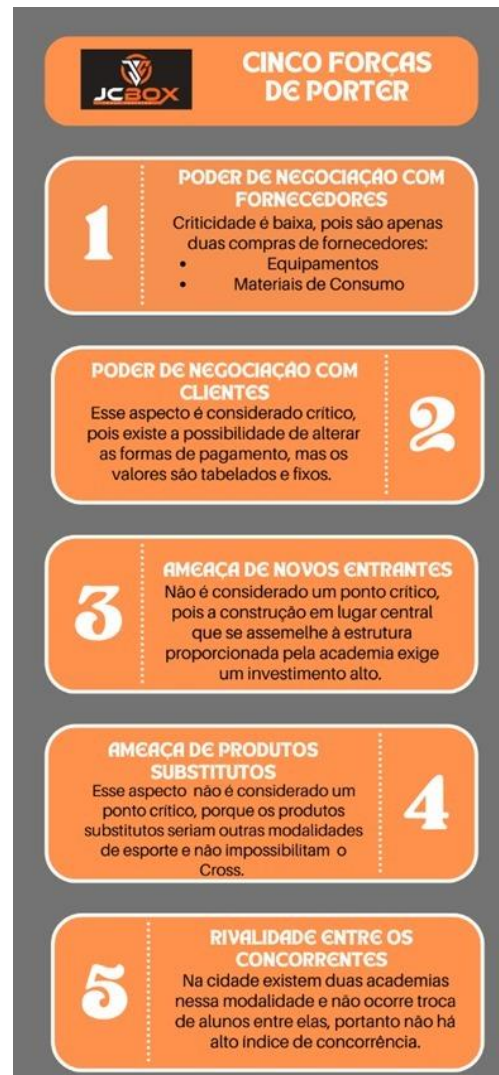 JCBOX
CINCO FORÇAS
DE PORTER
1
PODER DE NEGOCIAÇÃO COM
FORNECEDORES
Criticidade é baixa, pois são apenas
duas compras de fornecedores:
• Equipamentos
• Materiais de Consumo
PODER DE NEGOCIAÇÃO COM
CLIENTES
Esse aspecto é considerado crítico,
pois existe a possibilidade de alterar
as formas de pagamento, mas os
valores são tabelados e fixos.
2
3
AMEAÇA DE NOVOS ENTRANTES
Não é considerado um ponto crítico,
pois a construção em lugar central
que se assemelhe à estrutura
proporcionada pela academia exige
um investimento alto.
AMEAÇA DE PRODUTOS
SUBSTITUTOS
Esse aspecto não é considerado um
ponto crítico, porque os produtos
substitutos seriam outras modalidades
de esporte e não impossibilitam o
Cross.
4
5
RIVALIDADE ENTRE OS
CONCORRENTES
Na cidade existem duas academias
nessa modalidade e não ocorre troca
de alunos entre elas, portanto não há
alto índice de concorrência.